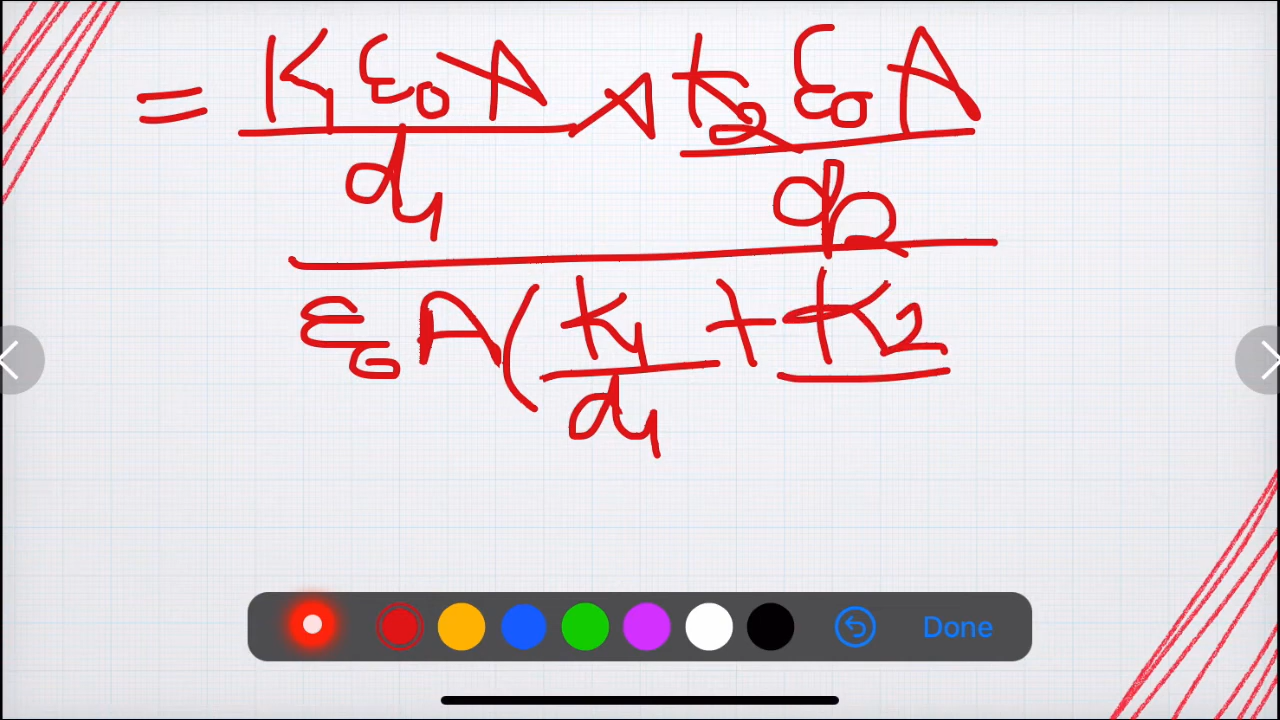 = K₁ε₀A × K₂ε₀A
d₁ d₂
ε₀A(K₁ + K₂
d₁
Done